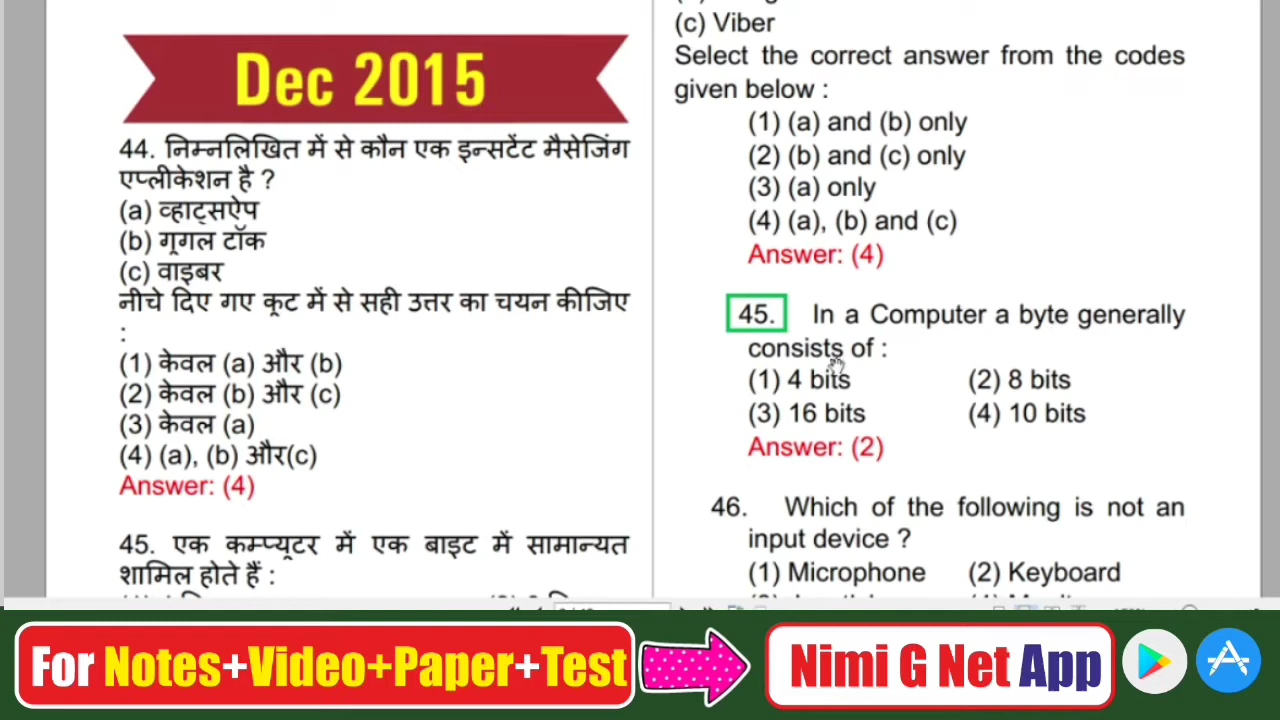 Dec 2015
44. निम्नलिखित में से कौन एक इन्सटेंट मैसेजिंग
एप्लीकेशन है ?
(a) व्हाट्सऐप
(b) गूगल टॉक
(c) वाइबर
नीचे दिए गए कूट में से सही उत्तर का चयन कीजिए
:
(1) केवल (a) और (b)
(2) केवल (b) और (c)
(3) केवल (a)
(4) (a), (b) और(c)
Answer: (4)
45. एक कम्प्यूटर में एक बाइट में सामान्यत
शामिल होते हैं :
(c) Viber
Select the correct answer from the codes
given below :
(1) (a) and (b) only
(2) (b) and (c) only
(3) (a) only
(4) (a), (b) and (c)
Answer: (4)
45. In a Computer a byte generally
consists of :
(1) 4 bits (2) 8 bits
(3) 16 bits (4) 10 bits
Answer: (2)
46. Which of the following is not an
input device ?
(1) Microphone (2) Keyboard
For Notes+Video+Paper+Test
Nimi G Net App